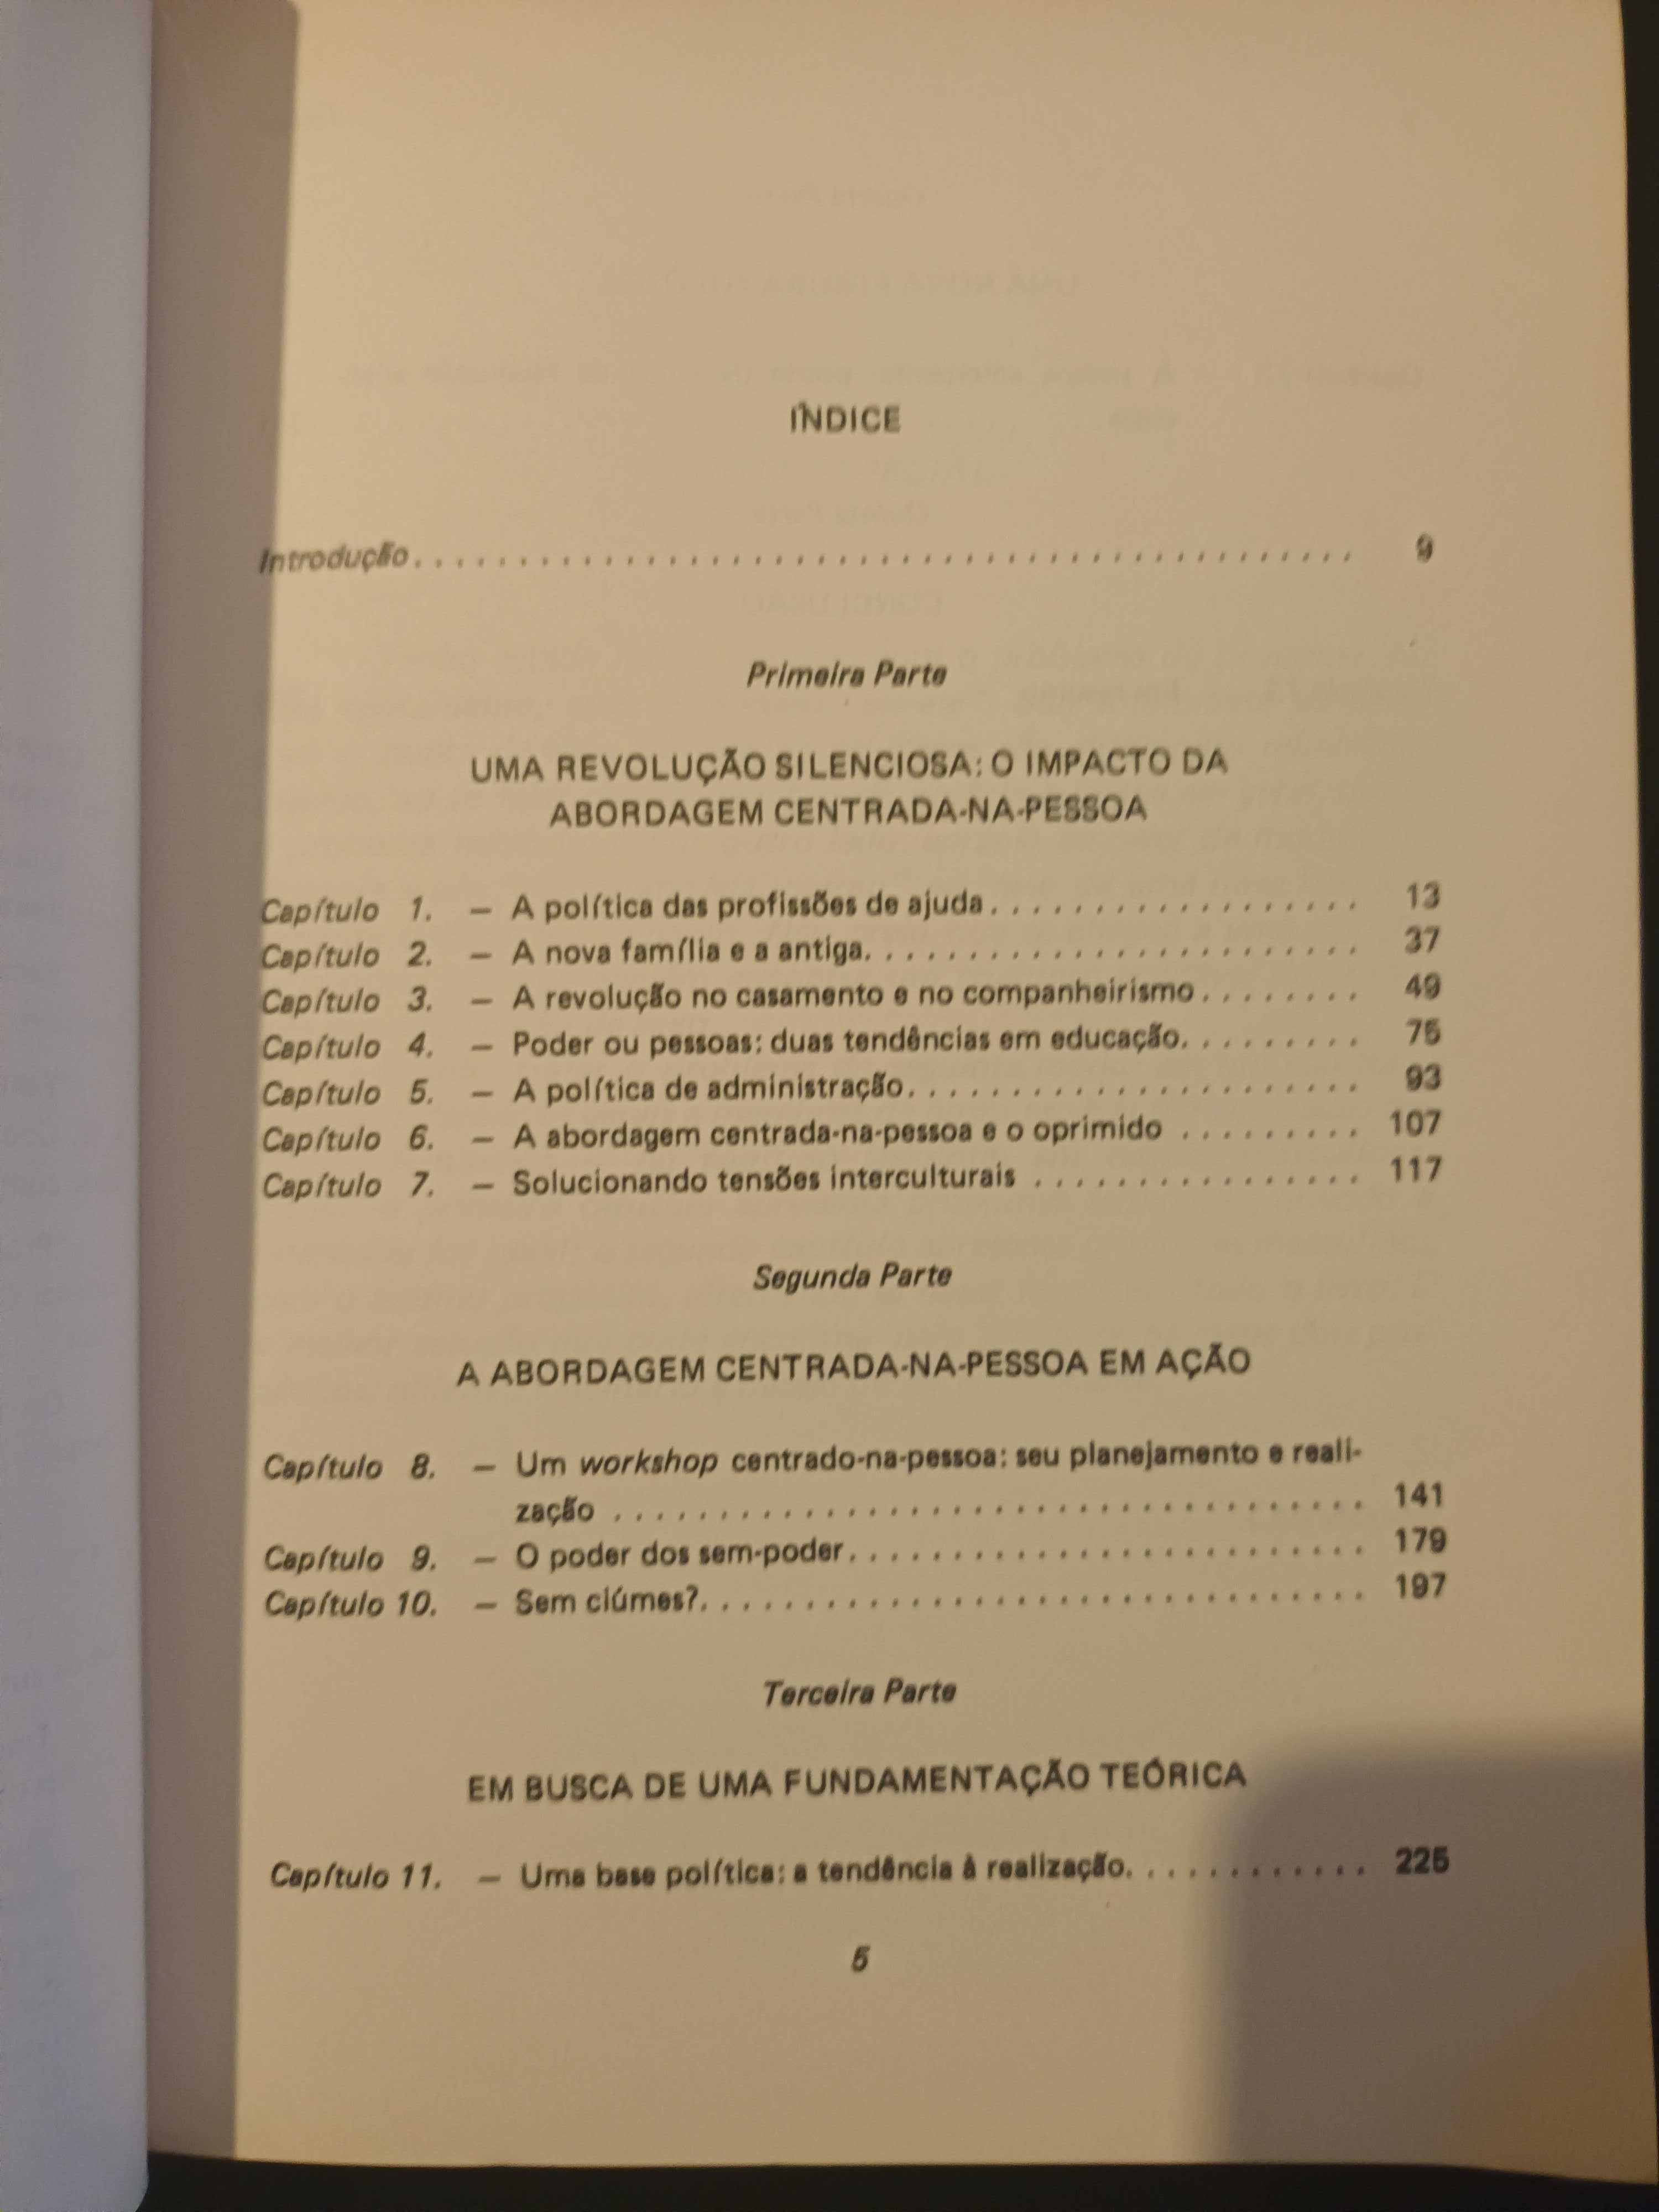 ÍNDICE
Introdução. . . . . . . . . . . . . . . . . . . . . . . . . . . . . . . . . . . . . . . . . . . . . 9
Primeira Parte
UMA REVOLUÇÃO SILENCIOSA: O IMPACTO DA
ABORDAGEM CENTRADA-NA-PESSOA
Capítulo 1. — A política das profissões de ajuda. . . . . . . . . . . . . . . . . . 13
Capítulo 2. — A nova família e a antiga. . . . . . . . . . . . . . . . . . . . . . . . 37
Capítulo 3. — A revolução no casamento e no companheirismo. . . . . . . . 49
Capítulo 4. — Poder ou pessoas: duas tendências em educação. . . . . . . . . 75
Capítulo 5. — A política de administração. . . . . . . . . . . . . . . . . . . . . . 93
Capítulo 6. — A abordagem centrada-na-pessoa e o oprimido . . . . . . . . . 107
Capítulo 7. — Solucionando tensões interculturais . . . . . . . . . . . . . . . . 117
Segunda Parte
A ABORDAGEM CENTRADA-NA-PESSOA EM AÇÃO
Capítulo 8. — Um workshop centrado-na-pessoa: seu planejamento e reali-
zação . . . . . . . . . . . . . . . . . . . . . . . . . . . . . . . . . . . . 141
Capítulo 9. — O poder dos sem-poder. . . . . . . . . . . . . . . . . . . . . . . . . 179
Capítulo 10. — Sem ciúmes?. . . . . . . . . . . . . . . . . . . . . . . . . . . . . . . . 197
Terceira Parte
EM BUSCA DE UMA FUNDAMENTAÇÃO TEÓRICA
Capítulo 11. — Uma base política: a tendência à realização. . . . . . . . . . . . 225
5